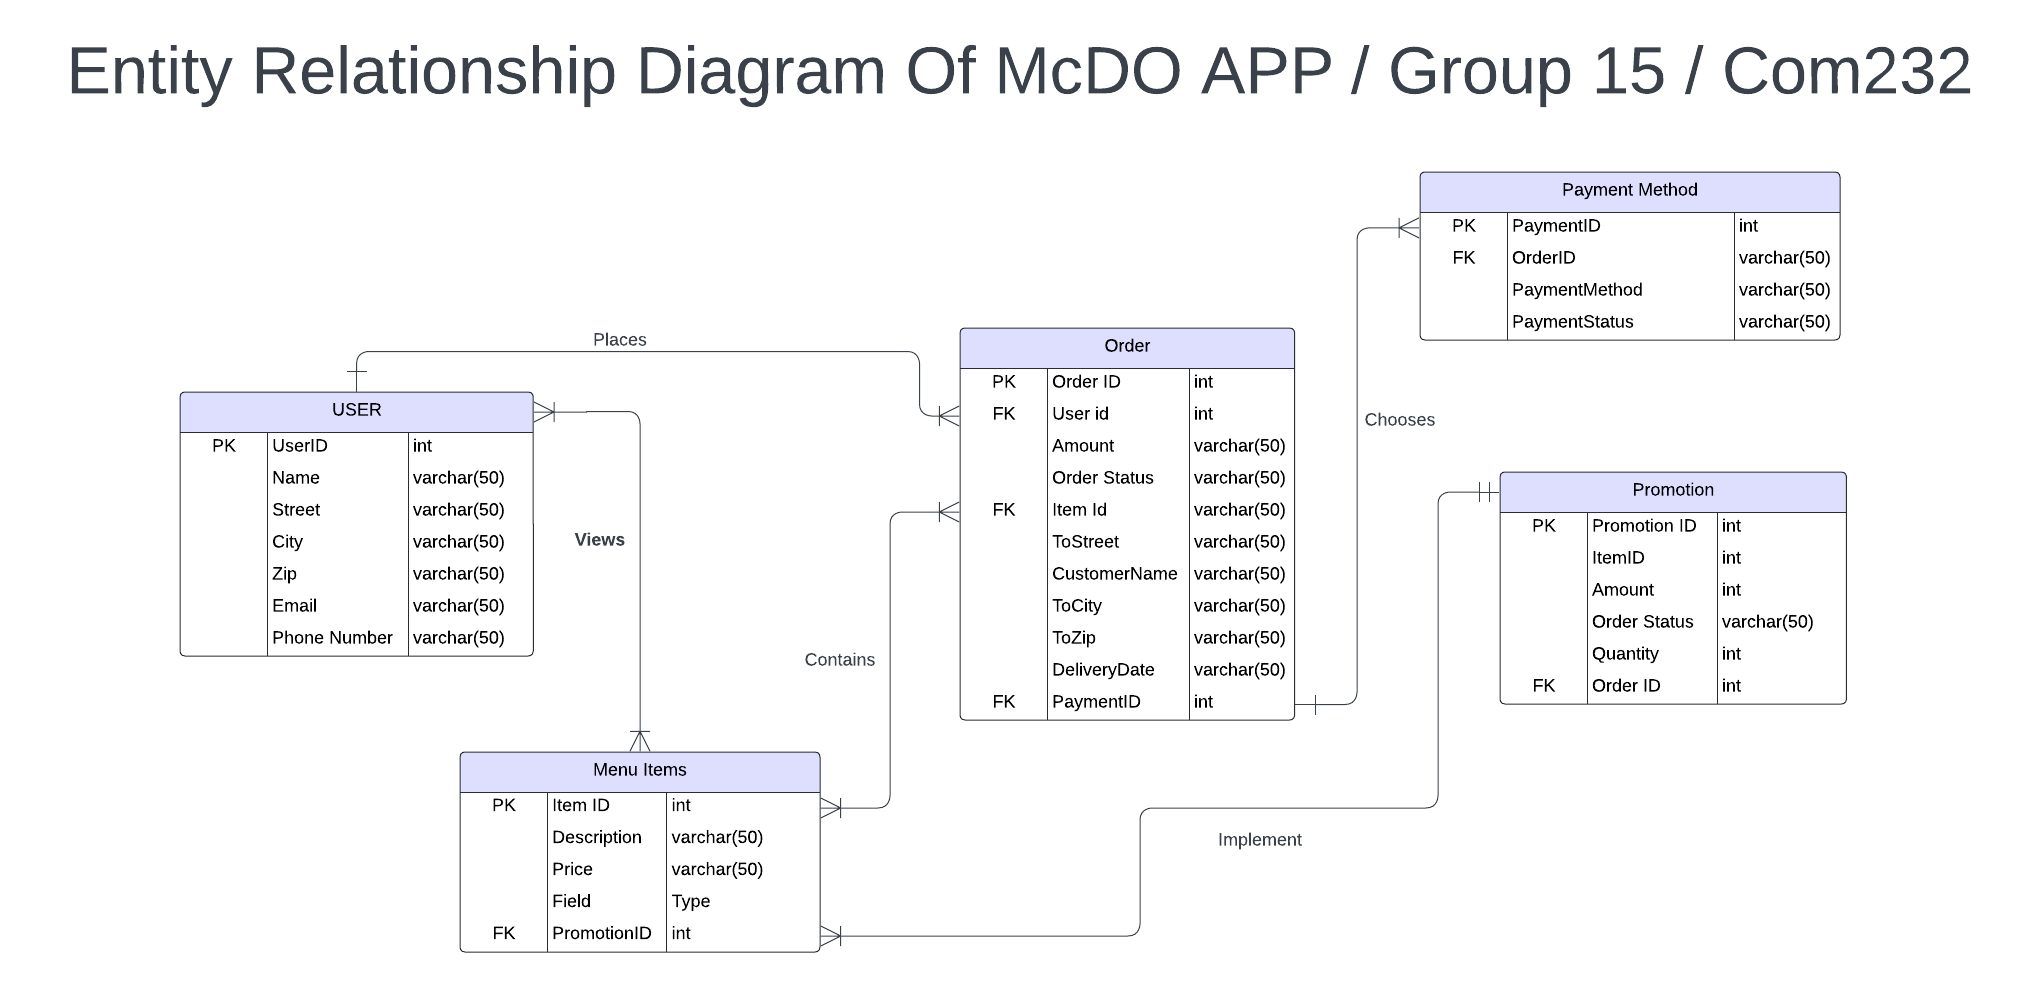 Entity Relationship Diagram Of McDO APP / Group 15 / Com232
Payment Method
PK PaymentID int
FK OrderID varchar(50)
PaymentMethod varchar(50)
PaymentStatus varchar(50)
Places
Order
PK Order ID int
FK User id int
Amount varchar(50)
Order Status varchar(50)
FK Item Id varchar(50)
ToStreet varchar(50)
CustomerName varchar(50)
ToCity varchar(50)
ToZip varchar(50)
DeliveryDate varchar(50)
FK PaymentID int
USER
PK UserID int
Name varchar(50)
Street varchar(50)
City varchar(50)
Zip varchar(50)
Email varchar(50)
Phone Number varchar(50)
Chooses
Views
Promotion
PK Promotion ID int
ItemID int
Amount int
Order Status varchar(50)
Quantity int
FK Order ID int
Contains
Menu Items
PK Item ID int
Description varchar(50)
Price varchar(50)
Field Type
FK PromotionID int
Implement